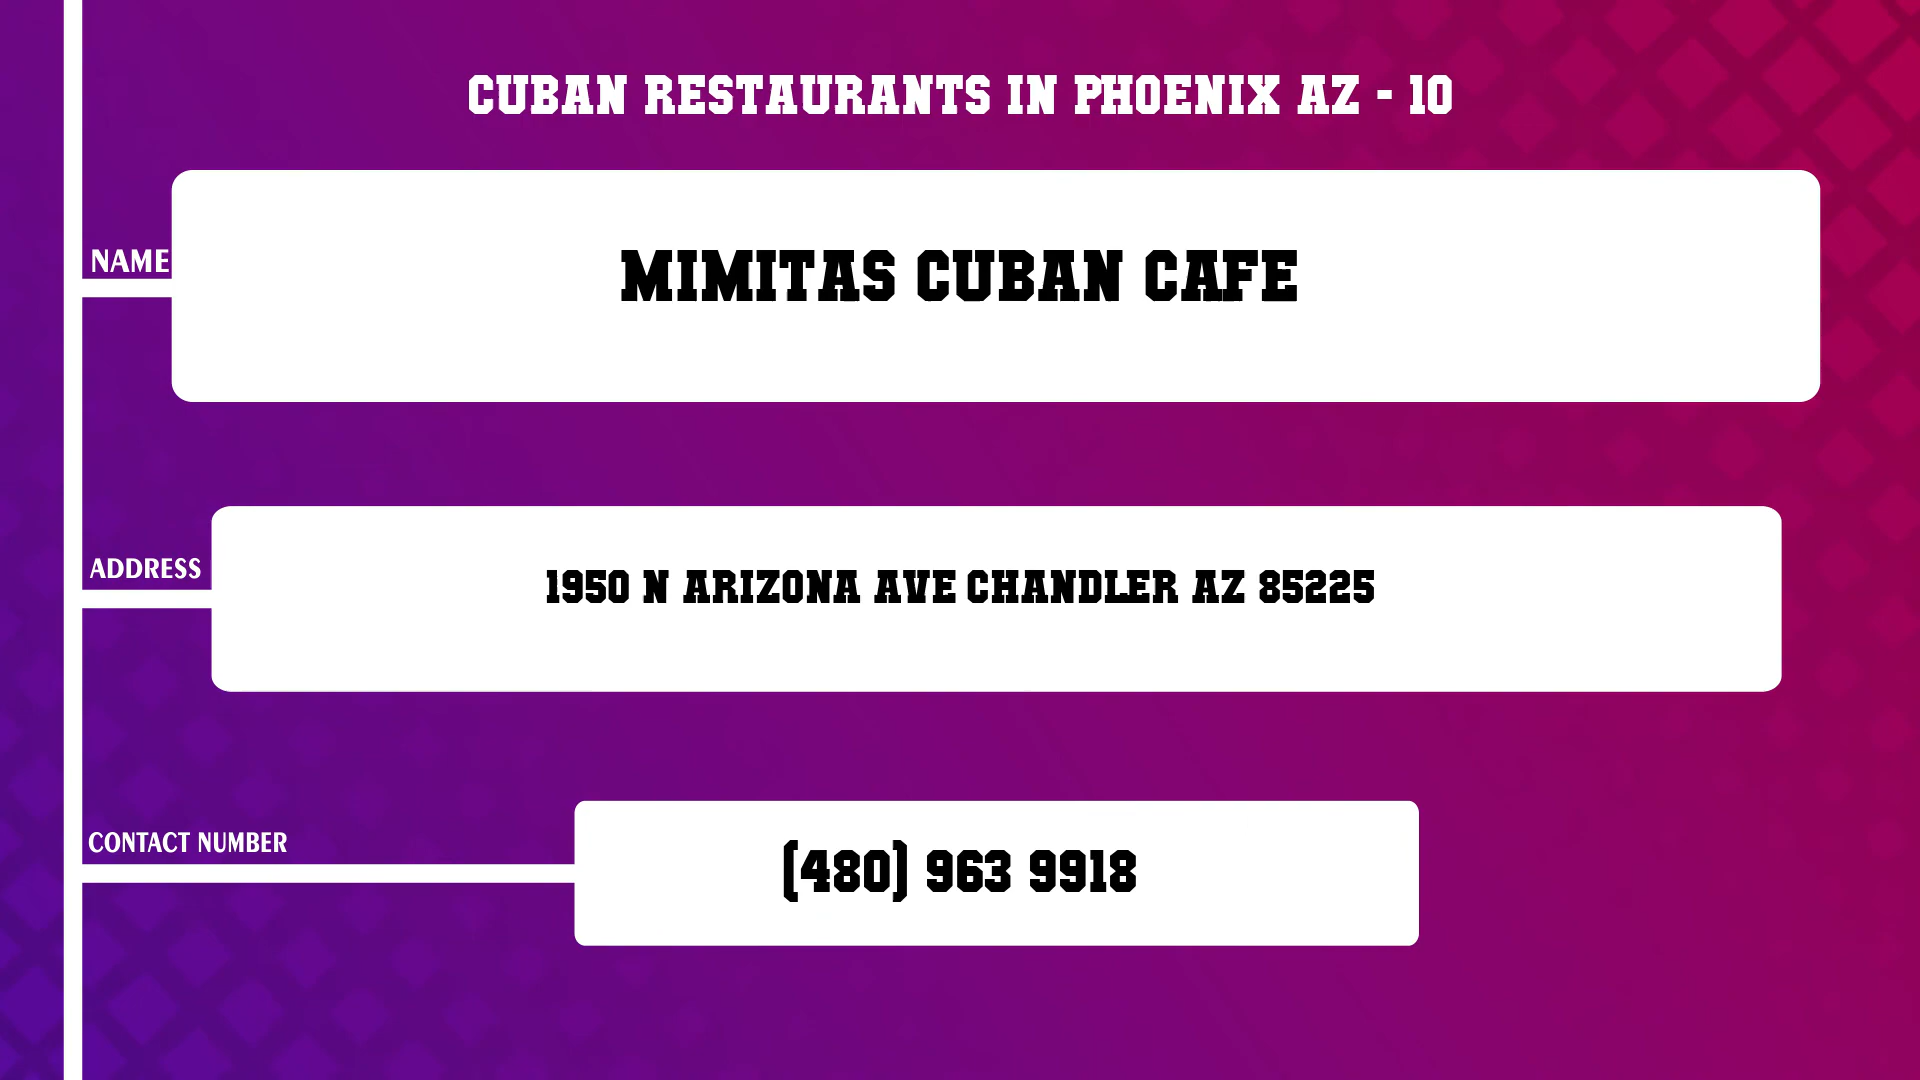 CUBAN RESTAURANTS IN PHOENIX AZ - 10
NAME
MIMITAS CUBAN CAFE
ADDRESS
1950 N ARIZONA AVE CHANDLER AZ 85225
CONTACT NUMBER
(480) 963 9918